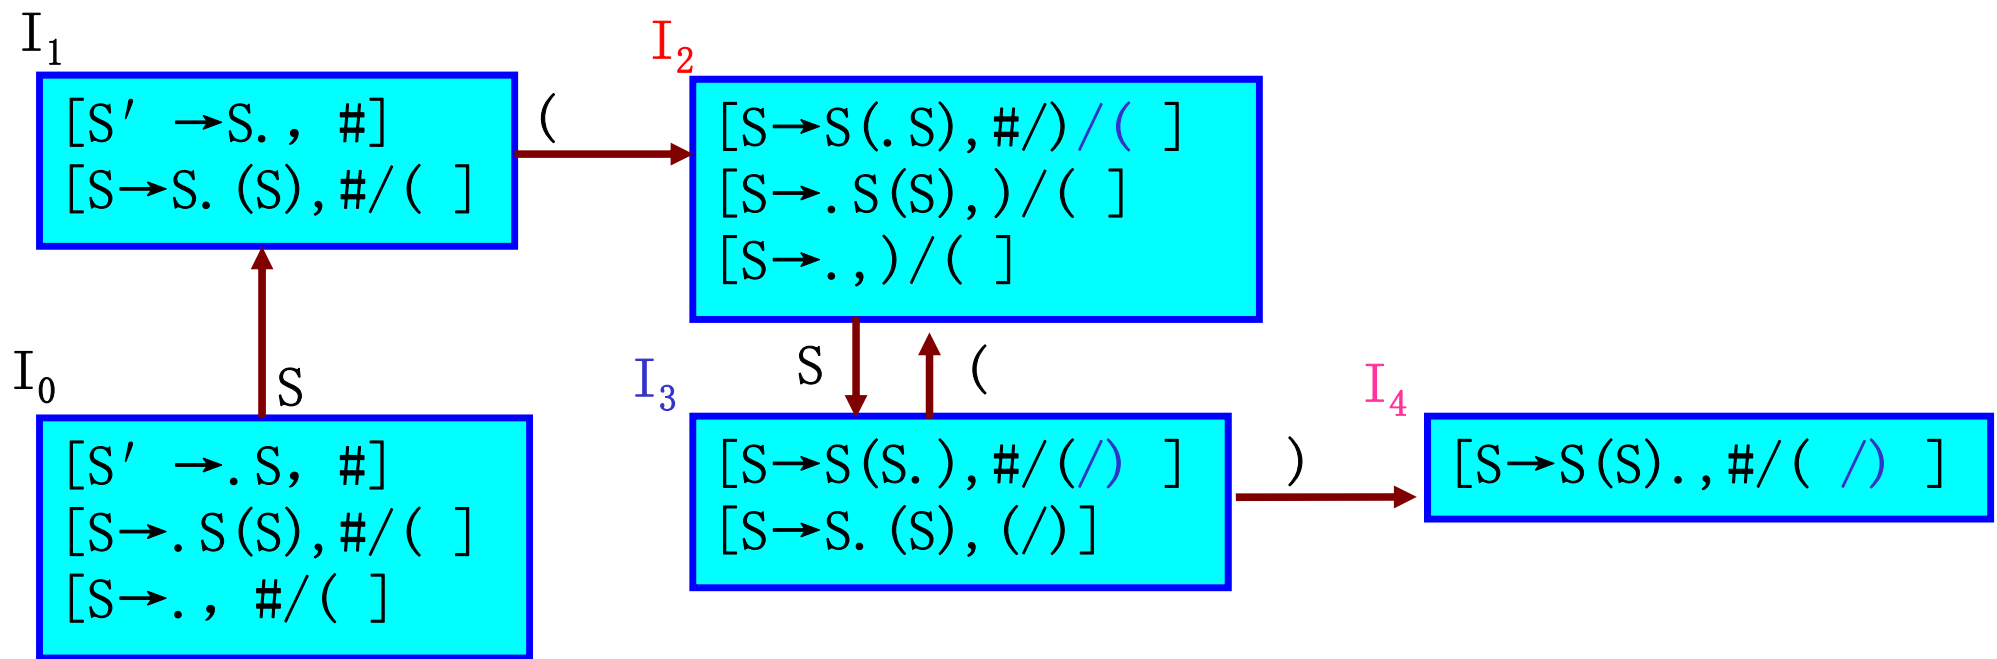 I1
[S' →S., #]
[S→S.(S),#/( ]
(
I2
[S→S(.S),#/)/( ]
[S→.S(S),)/( ]
[S→.,)/( ]
I0
S
[S' →.S, #]
[S→.S(S),#/( ]
[S→., #/( ]
S
(
I3
[S→S(S.),#/(/) ]
[S→S.(S),(/)]
)
I4
[S→S(S).,#/( /) ]